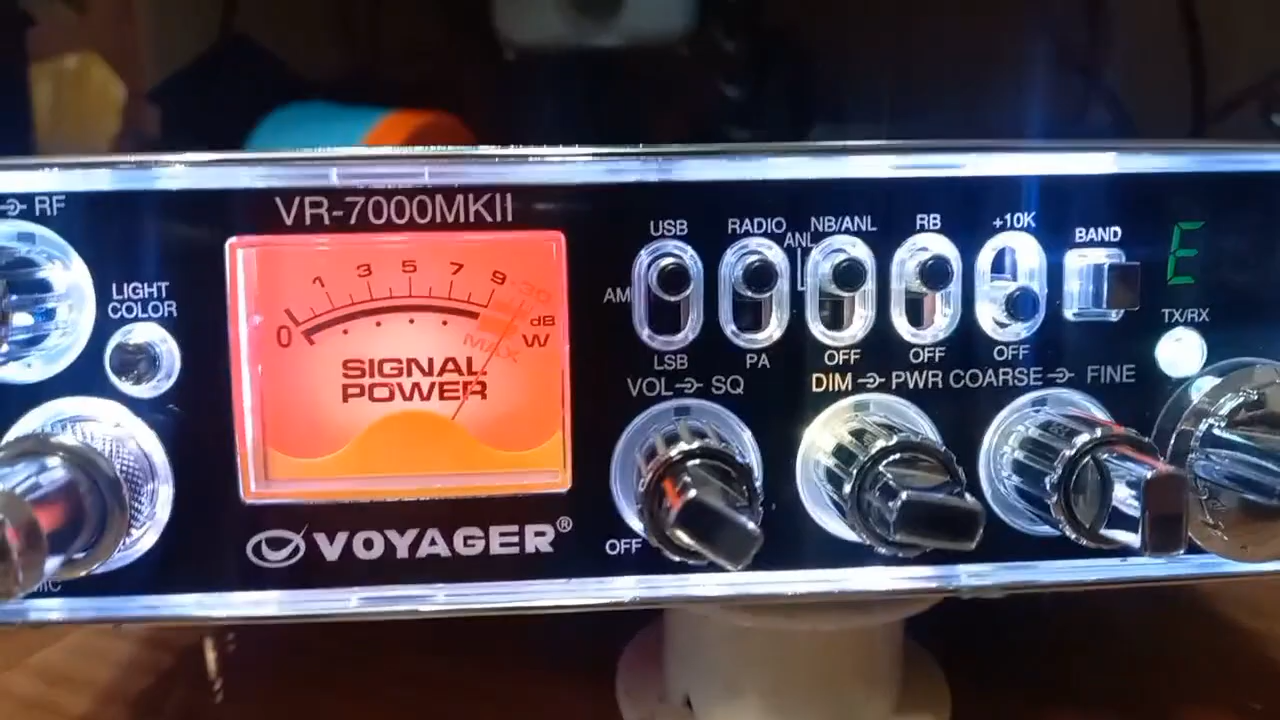 RF
VR-7000MKII
LIGHT
COLOR
0 1 3 5 7 9 +30
dB
W
MAX
SIGNAL
POWER
VOYAGER®
MIC
USB
AM
LSB
RADIO
PA
ANL
NB/ANL
OFF
RB
OFF
+10K
OFF
BAND
E
TX/RX
VOL SQ
OFF
DIM PWR
COARSE FINE